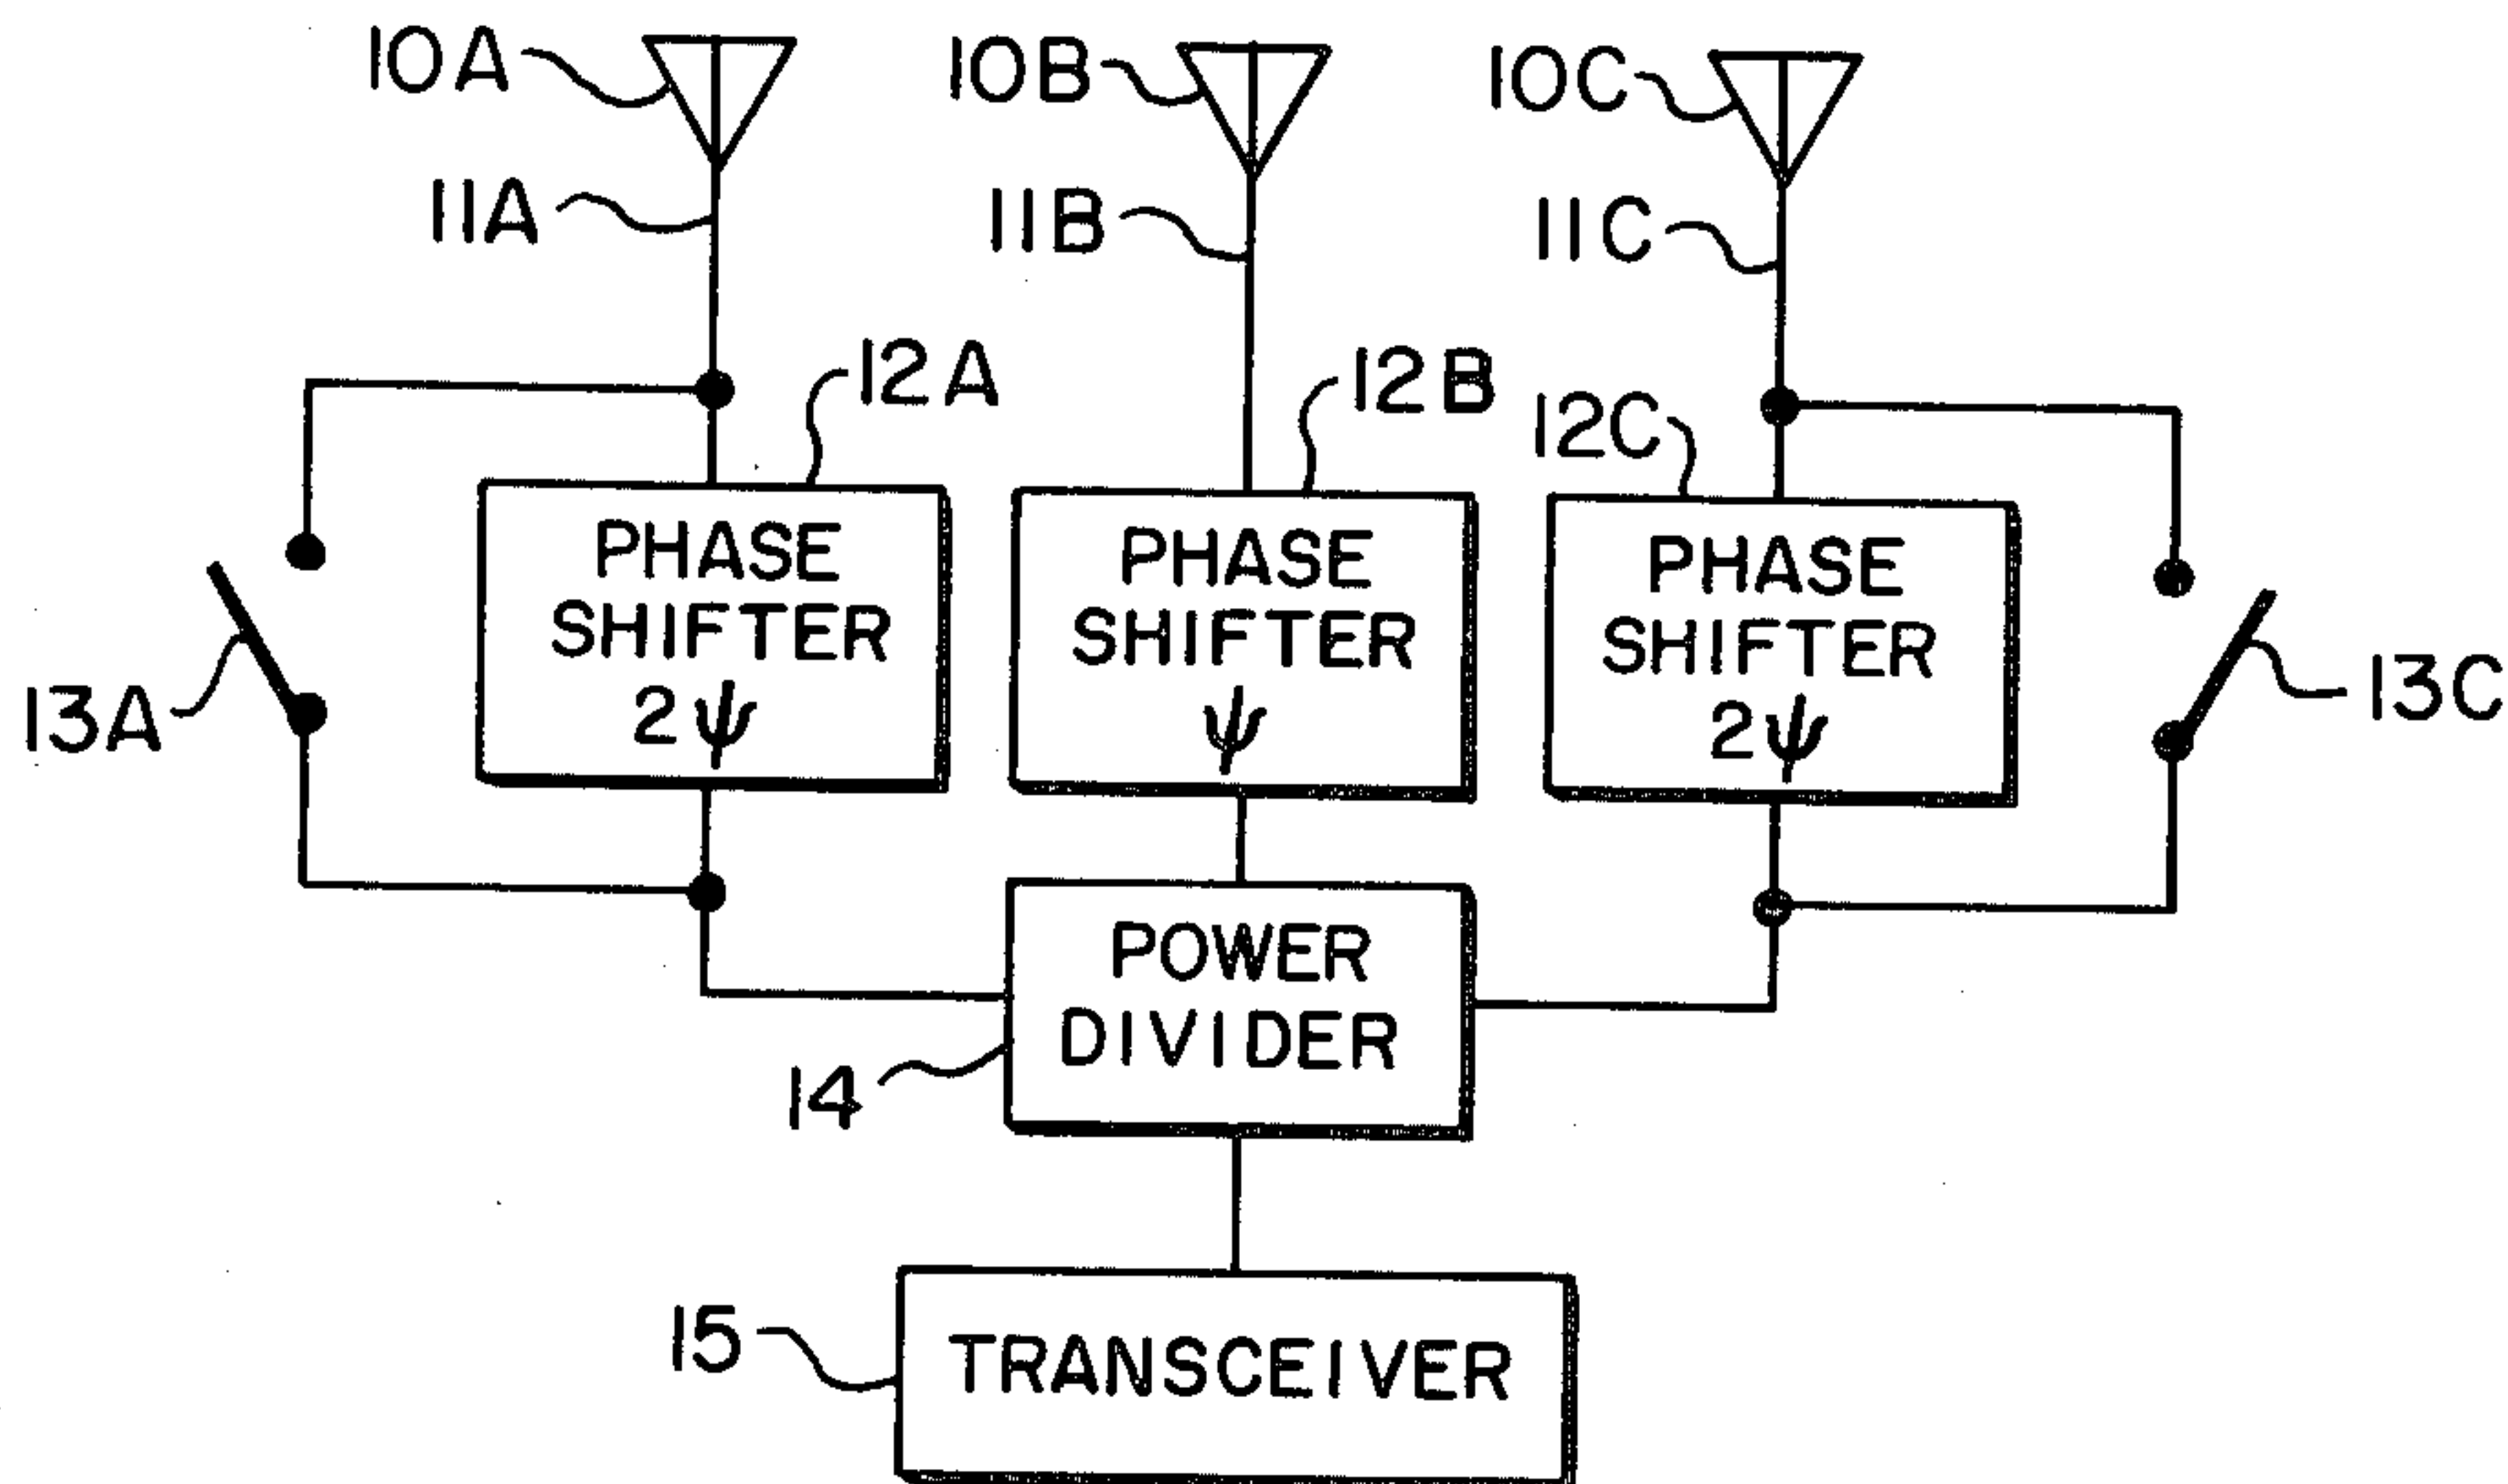 10A
10B
10C
11A
11B
11C
12A
12B
12C
PHASE
SHIFTER
2ψ
PHASE
SHIFTER
ψ
PHASE
SHIFTER
2ψ
13A
13C
POWER
DIVIDER
14
15
TRANSCEIVER